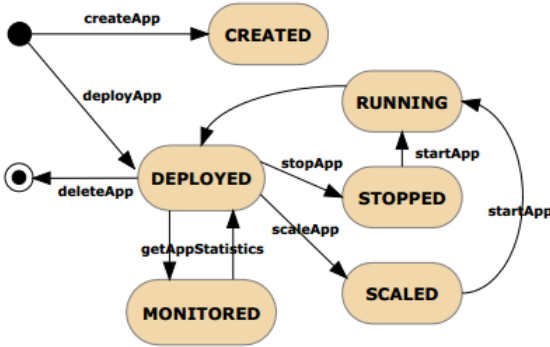 createApp
CREATED
deployApp
RUNNING
DEPLOYED
stopApp
startApp
deleteApp
STOPPED
startApp
scaleApp
getAppStatistics
MONITORED
SCALED